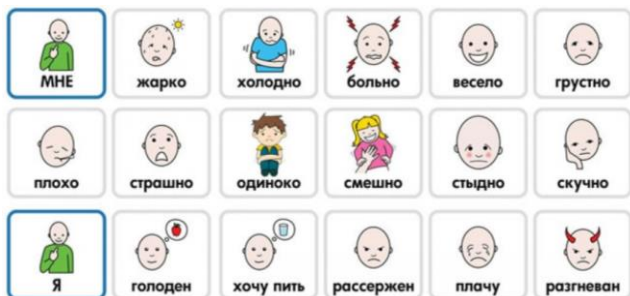 МНЕ жарко холодно больно весело грустно
плохо страшно одиноко смешно стыдно скучно
Я голоден хочу пить рассержен плачу разгневан